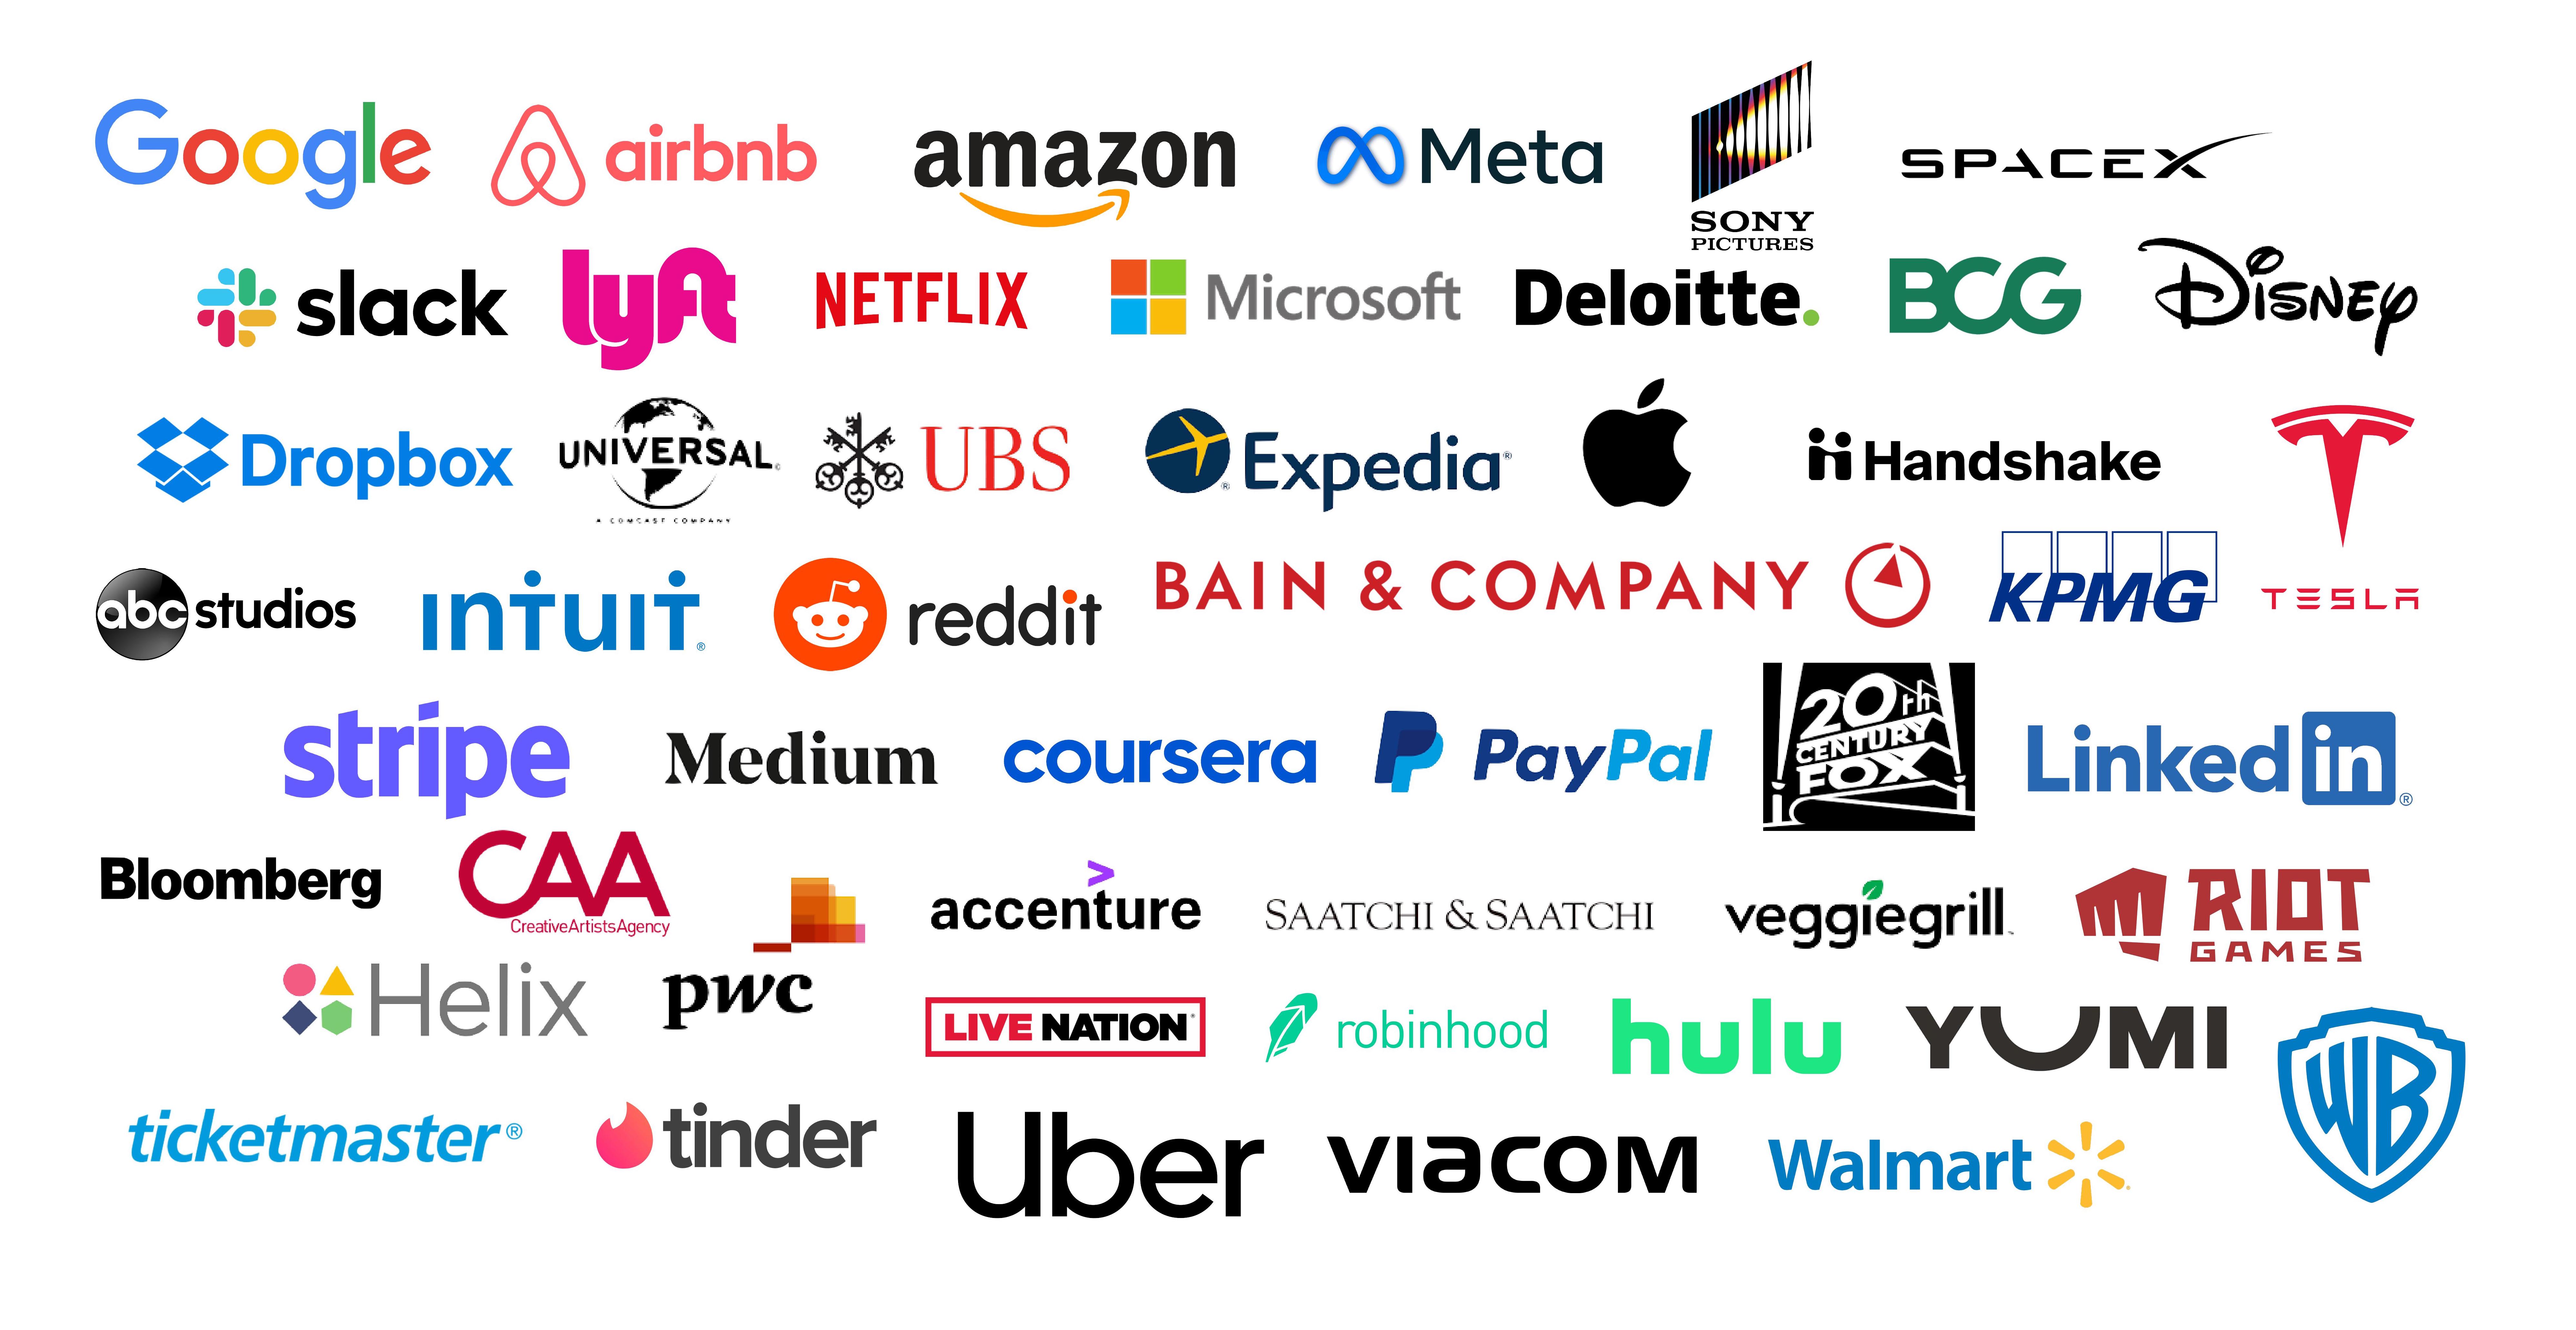 Google
airbnb
amazon
Meta
SONY
PICTURES
SPACEX
slack
lyft
NETFLIX
Microsoft
Deloitte.
BCG
Disney
Dropbox
UNIVERSAL
A COMCAST COMPANY
UBS
Expedia®
®
Handshake
TESLA
abc studios
intuit®
reddit
BAIN & COMPANY
KPMG
stripe
Medium
coursera
P PayPal
20th
CENTURY
FOX
Linked in®
Bloomberg
CAA
CreativeArtistsAgency
pwc
>
accenture
SAATCHI & SAATCHI
veggiegrill
RIOT
GAMES
Helix
LIVE NATION
robinhood
hulu
YUMI
WB
ticketmaster®
tinder
Uber
VIACOM
Walmart